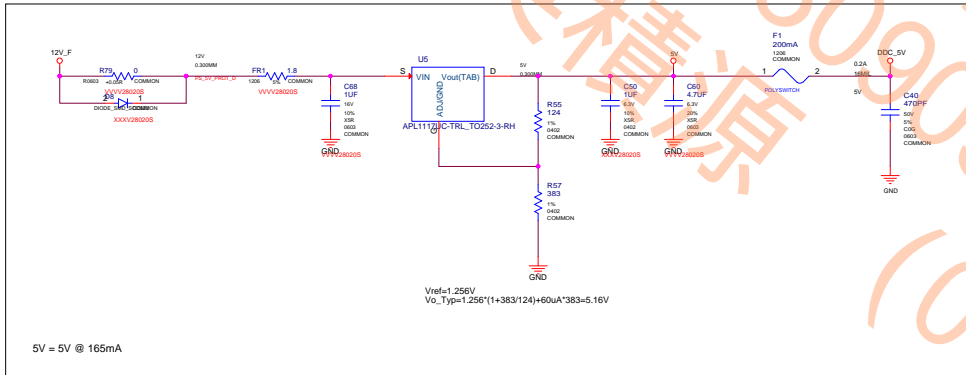 12V_F
R79 0
R0603 +0.05R COMMON
VVVV28020S
D8
2 1
XXXV28020S
12V
0.300MM
PS_5V_PROT_D
FR1 1.8
1206 5% COMMON
VVVV28020S
C68
1UF
16V
10%
X5R
0603
COMMON
GND
VVVV28020S
U5
S VIN Vout(TAB) D
ADJ/GND
G
APL1117UC-TRL_TO252-3-RH
5V
0.300MM
R55
124
1%
0402
COMMON
R57
383
1%
0402
COMMON
GND
C50
1UF
6.3V
10%
X5R
0402
COMMON
GND
XXXV28020S
5V
C60
4.7UF
6.3V
20%
X5R
0603
COMMON
GND
VVVV28020S
F1
200mA
1206
COMMON
1 2
POLYSWITCH
DDC_5V
0.2A
16MIL
5V
C40
470PF
50V
5%
C0G
0603
COMMON
GND
Vref=1.256V
Vo_Typ=1.256*(1+383/124)+60uA*383=5.16V
5V = 5V @ 165mA
(精源
(0